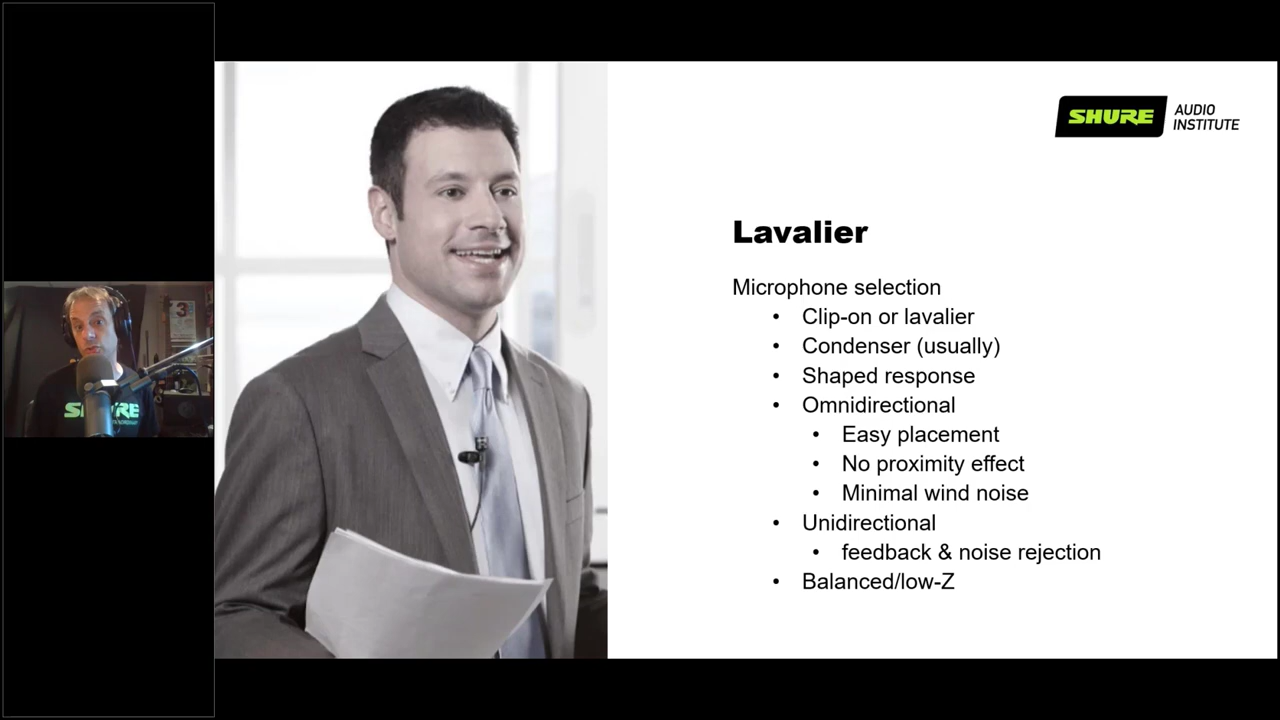 SHURE AUDIO INSTITUTE
Lavalier
Microphone selection
• Clip-on or lavalier
• Condenser (usually)
• Shaped response
• Omnidirectional
• Easy placement
• No proximity effect
• Minimal wind noise
• Unidirectional
• feedback & noise rejection
• Balanced/low-Z
3